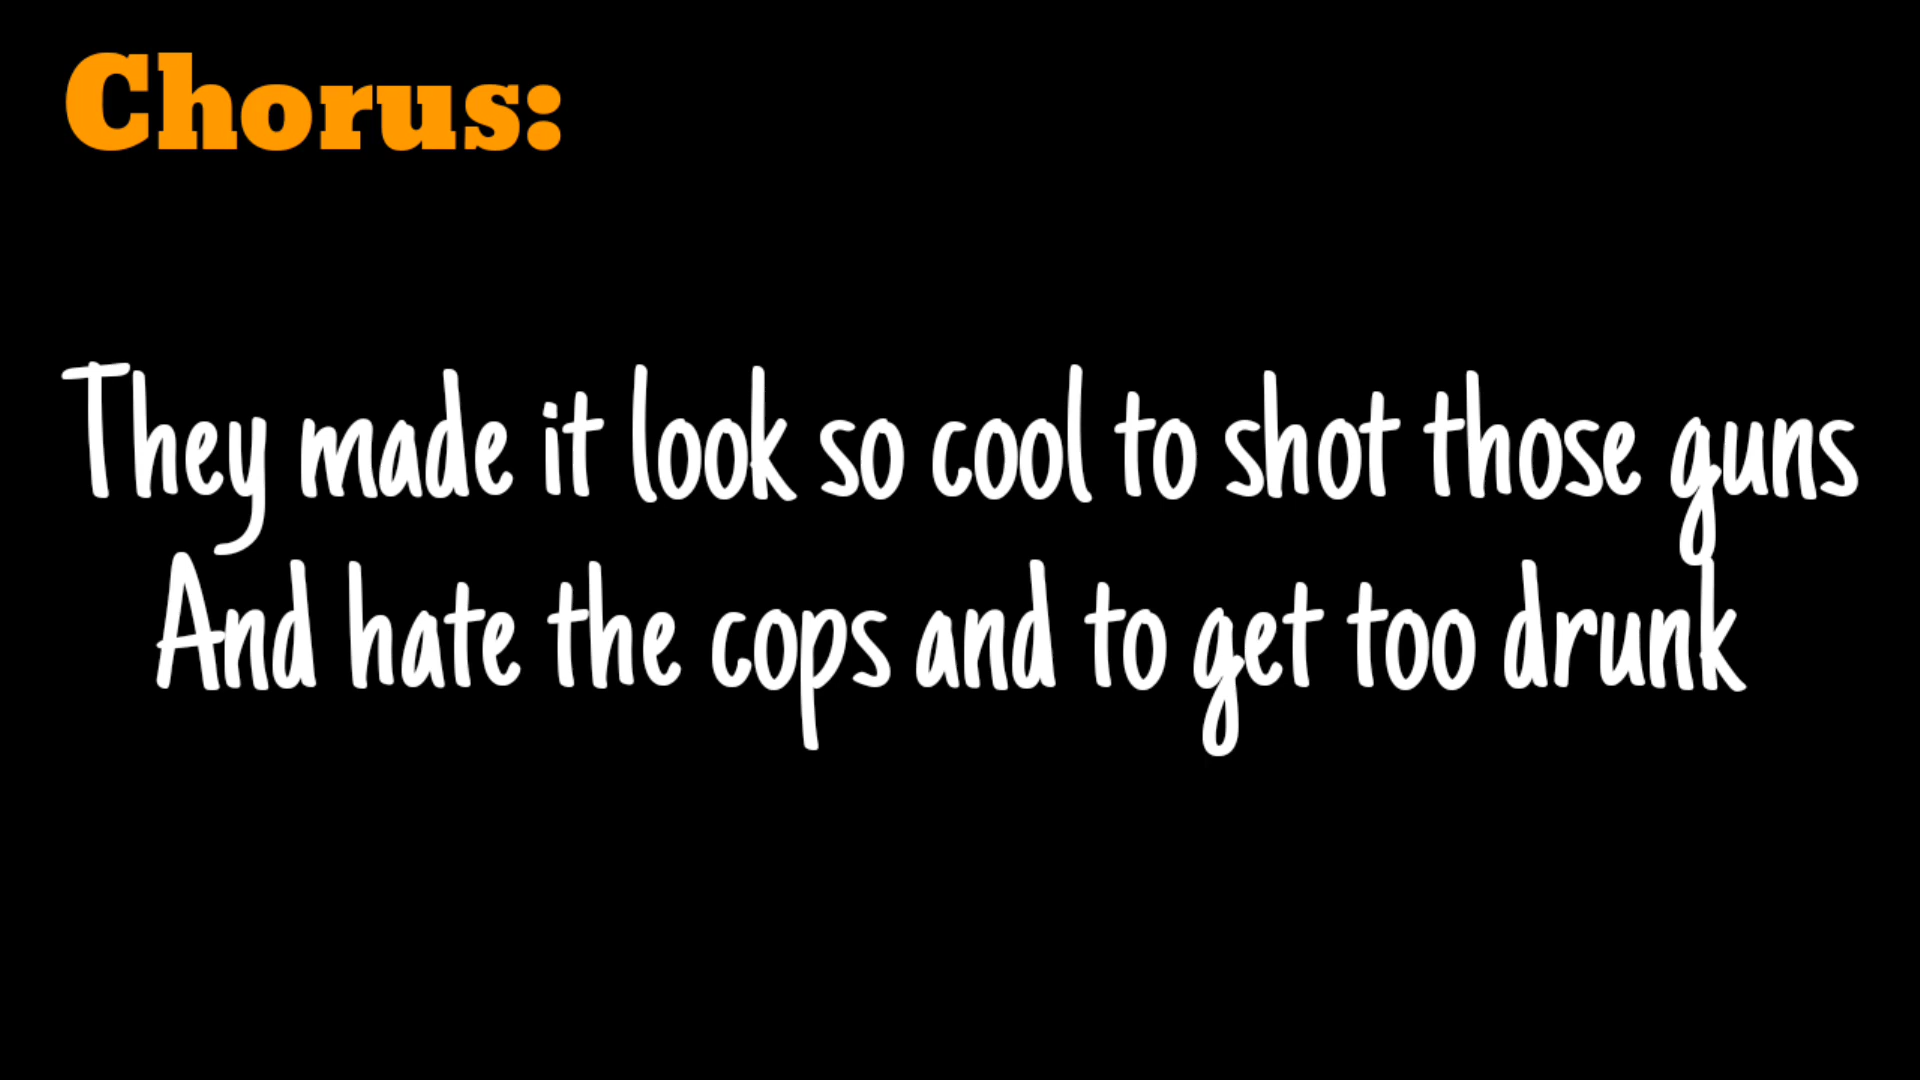 Chorus:
They made it look so cool to shot those guns
And hate the cops and to get too drunk